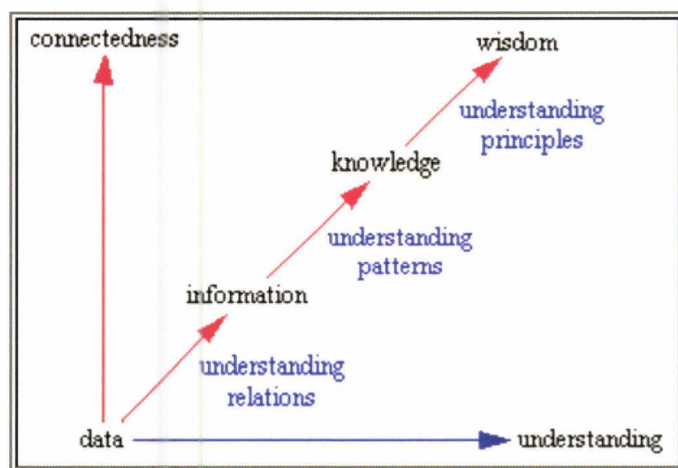 connectedness
wisdom
understanding
principles
knowledge
understanding
patterns
information
understanding
relations
data
understanding